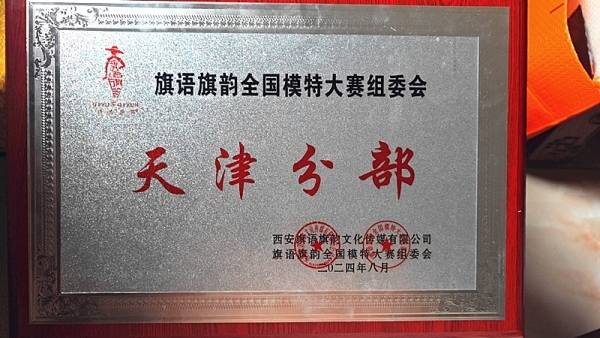 旗语旗韵全国模特大赛组委会
天津分部
西安旗语旗韵文化传媒有限公司
旗语旗韵全国模特大赛组委会
二〇二四年八月